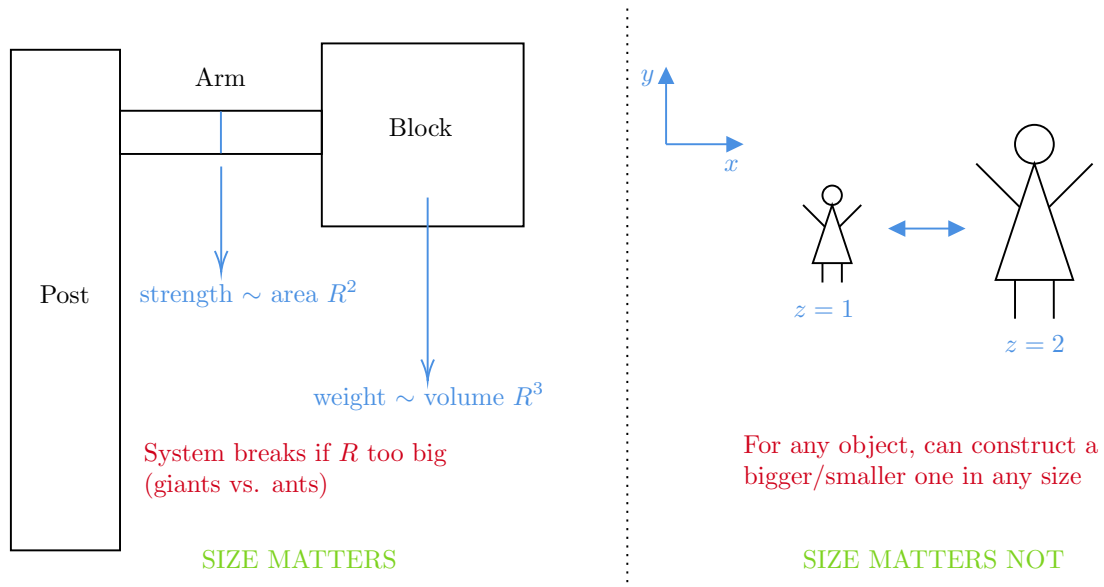 Arm
Block
Post
strength ∼ area R²
weight ∼ volume R³
System breaks if R too big
(giants vs. ants)
SIZE MATTERS
y
x
z = 1
z = 2
For any object, can construct a
bigger/smaller one in any size
SIZE MATTERS NOT